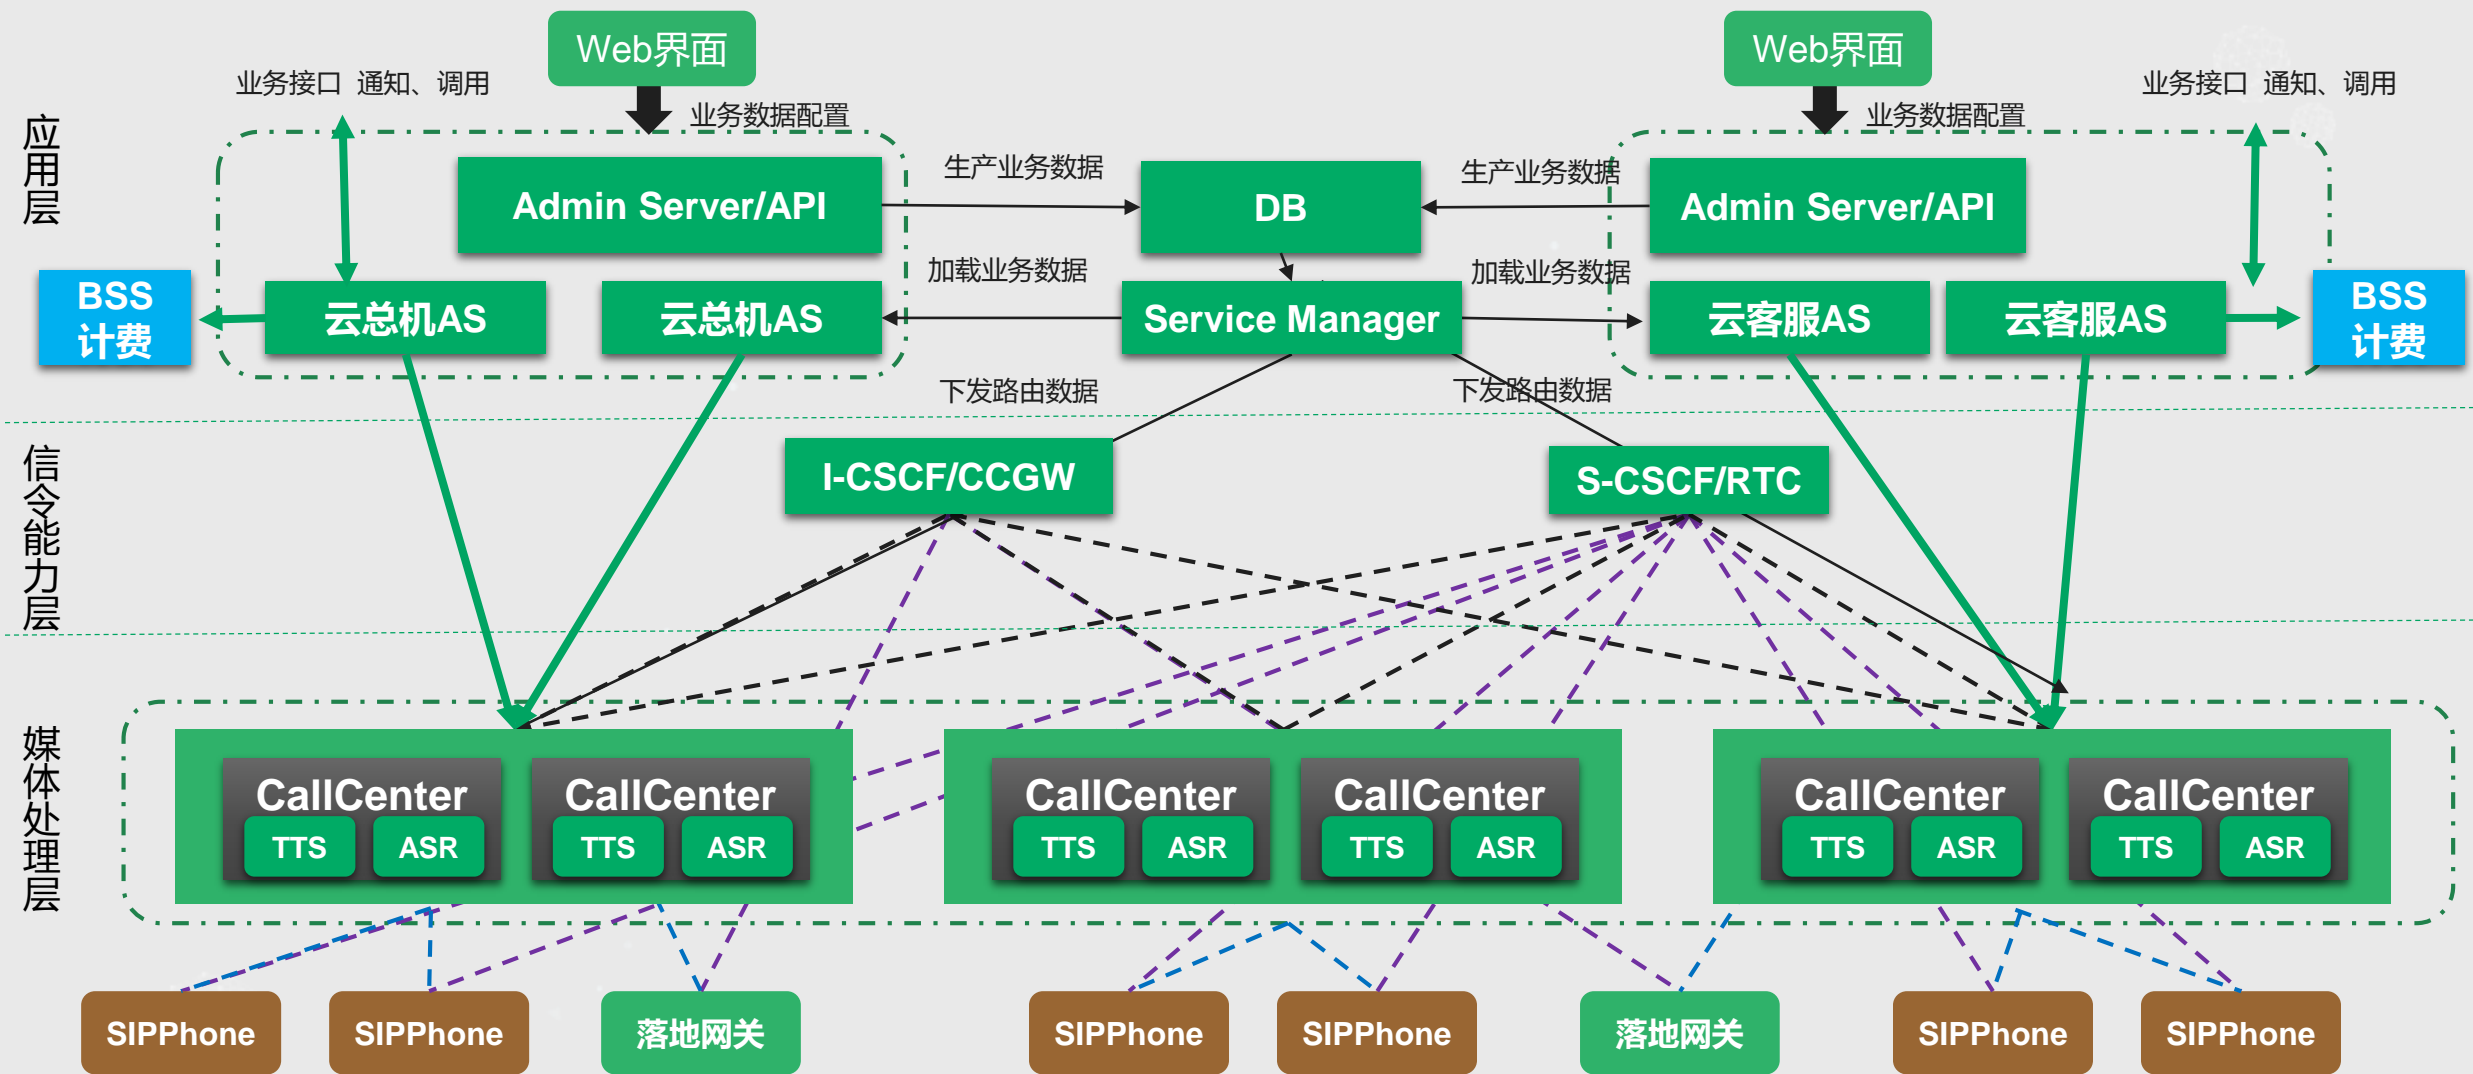 Web界面
Web界面
业务接口 通知、调用
业务接口 通知、调用
业务数据配置
业务数据配置
应用层
生产业务数据
生产业务数据
Admin Server/API
DB
Admin Server/API
加载业务数据
加载业务数据
BSS
计费
云总机AS
云总机AS
Service Manager
云客服AS
云客服AS
BSS
计费
下发路由数据
下发路由数据
信令能力层
I-CSCF/CCGW
S-CSCF/RTC
媒体处理层
CallCenter
CallCenter
CallCenter
CallCenter
CallCenter
CallCenter
TTS
ASR
TTS
ASR
TTS
ASR
TTS
ASR
TTS
ASR
TTS
ASR
SIPPhone
SIPPhone
落地网关
SIPPhone
SIPPhone
落地网关
SIPPhone
SIPPhone